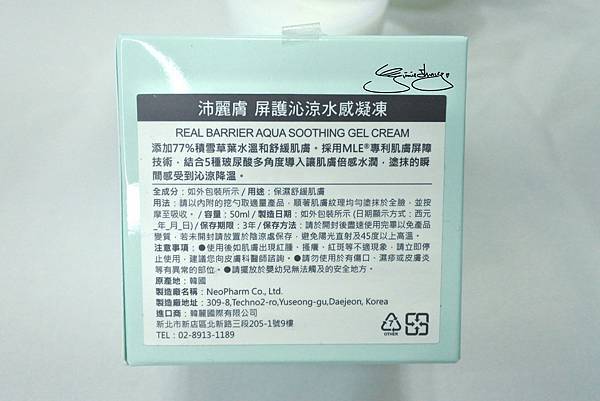 沛麗膚 屏護沁涼水感凝凍
REAL BARRIER AQUA SOOTHING GEL CREAM
添加77%積雪草葉水溫和舒緩肌膚。採用MLE®專利肌膚屏障
技術，結合5種玻尿酸多角度導入讓肌膚倍感水潤，塗抹的瞬
間感受到沁涼降溫。
全成分：如外包裝所示 / 用途：保濕舒緩肌膚
用法：請以內附的挖勺取適量產品，順著肌膚紋理均勻塗抹於全臉，並按
摩至吸收。 / 容量：50ml / 製造日期：如外包裝所示 (日期顯示方式：西元
_年_月_日) / 保存期限：3年 / 保存方法：請於開封後盡速使用完畢以免產品
變質，若未開封請放置於陰涼處保存，避免陽光直射及45度以上高溫。
注意事項：●使用後如肌膚出現紅腫、搔癢、紅斑等不適現象，請立即停
止使用，建議您向皮膚科醫師諮詢。●請勿使用於有傷口、濕疹或皮膚炎
等有異常的部位。●請擺放於嬰幼兒無法觸及的安全地方。
原產地：韓國
製造廠名稱：NeoPharm Co., Ltd.
製造廠地址：309-8,Techno2-ro,Yuseong-gu,Daejeon, Korea
進口商：韓麗國際有限公司
新北市新店區北新路三段205-1號9樓
TEL：02-8913-1189
7
OTHER